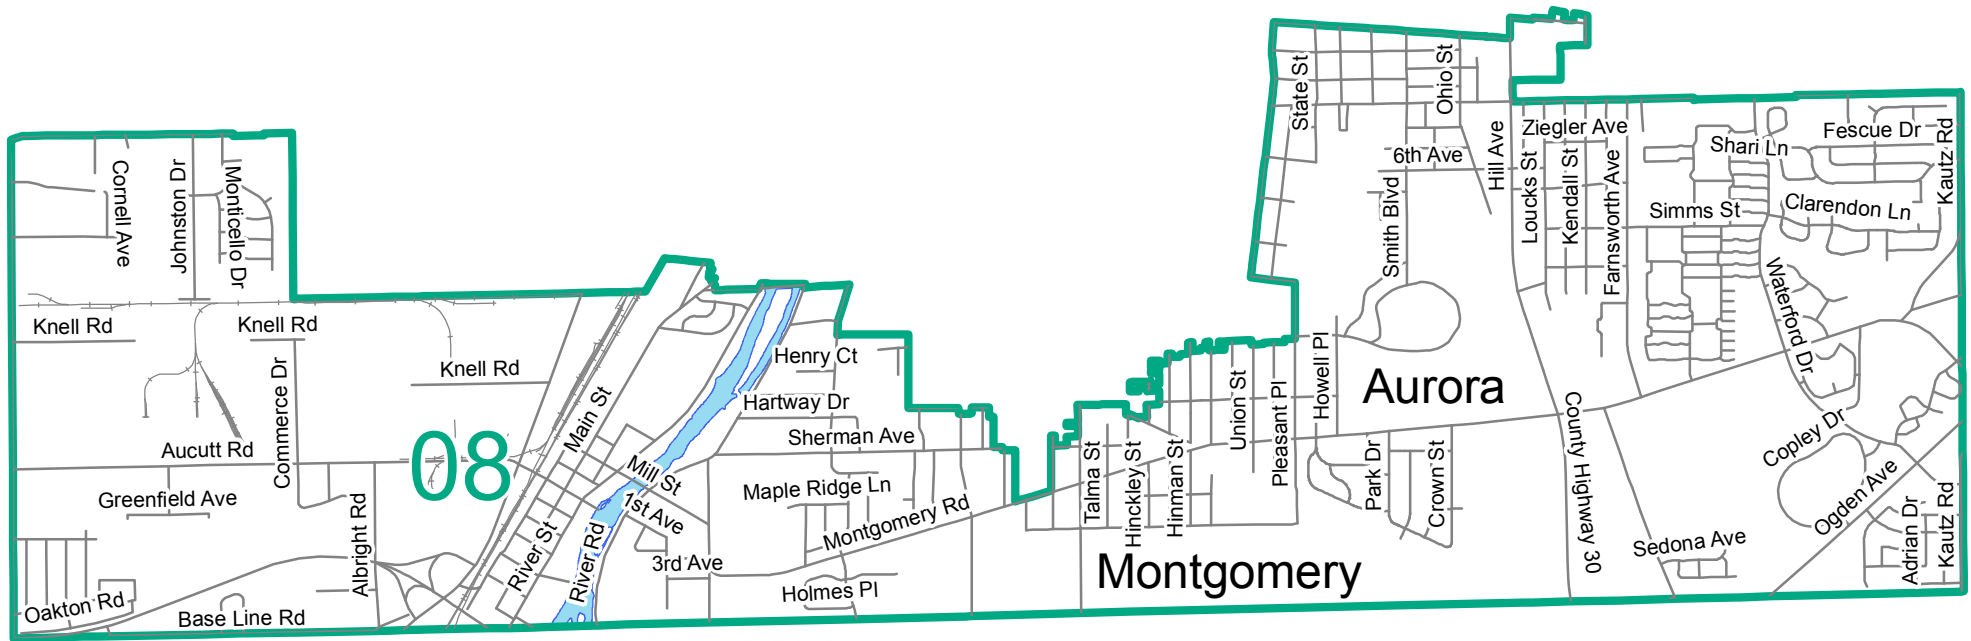 State St
Ohio St
Hill Ave
6th Ave
Smith Blvd
Ziegler Ave
Loucks St
Kendall St
Farnsworth Ave
Shari Ln
Fescue Dr
Kautz Rd
Simms St
Clarendon Ln
Waterford Dr
Cornell Ave
Johnston Dr
Monticello Dr
Knell Rd
Knell Rd
Knell Rd
Commerce Dr
Aucutt Rd
Greenfield Ave
Albright Rd
Oakton Rd
Base Line Rd
08
Main St
Mill St
1st Ave
River St
River Rd
3rd Ave
Henry Ct
Hartway Dr
Sherman Ave
Maple Ridge Ln
Montgomery Rd
Holmes Pl
Talma St
Hinckley St
Hinman St
Union St
Pleasant Pl
Howell Pl
Aurora
Park Dr
Crown St
County Highway 30
Montgomery
Sedona Ave
Copley Dr
Ogden Ave
Adrian Dr
Kautz Rd